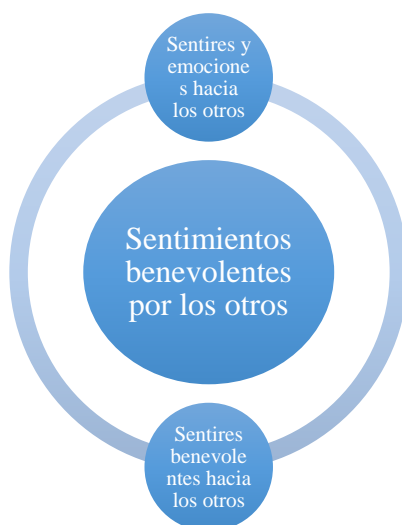 Sentires y
emocione
s hacia
los otros
Sentimientos
benevolentes
por los otros
Sentires
benevole
ntes hacia
los otros